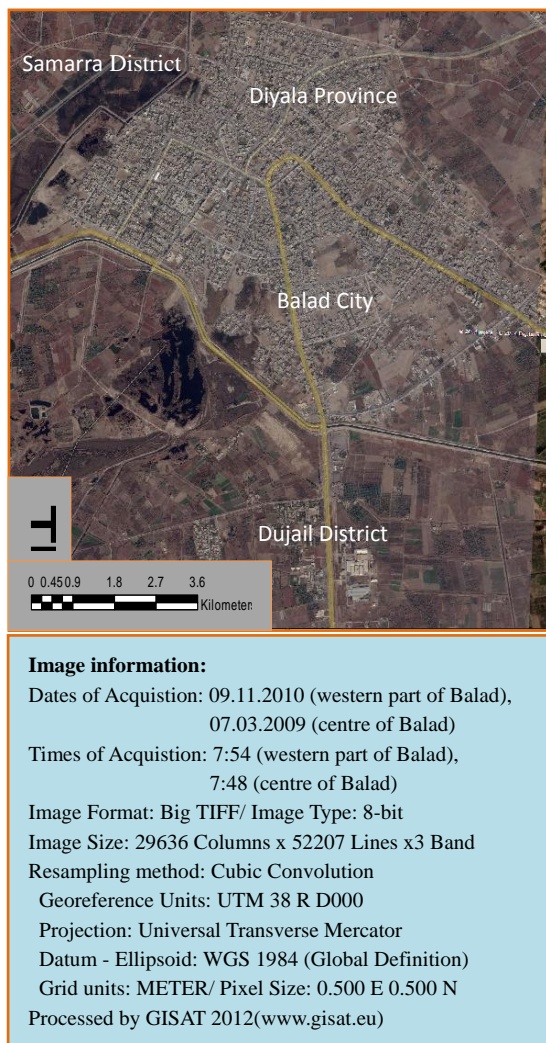 Samarra District
Diyala Province
Balad City
Dujail District
0 0.45 0.9 1.8 2.7 3.6
Kilometers
Image information:
Dates of Acquistion: 09.11.2010 (western part of Balad),
07.03.2009 (centre of Balad)
Times of Acquistion: 7:54 (western part of Balad),
7:48 (centre of Balad)
Image Format: Big TIFF/ Image Type: 8-bit
Image Size: 29636 Columns x 52207 Lines x3 Band
Resampling method: Cubic Convolution
Georeference Units: UTM 38 R D000
Projection: Universal Transverse Mercator
Datum - Ellipsoid: WGS 1984 (Global Definition)
Grid units: METER/ Pixel Size: 0.500 E 0.500 N
Processed by GISAT 2012(www.gisat.eu)